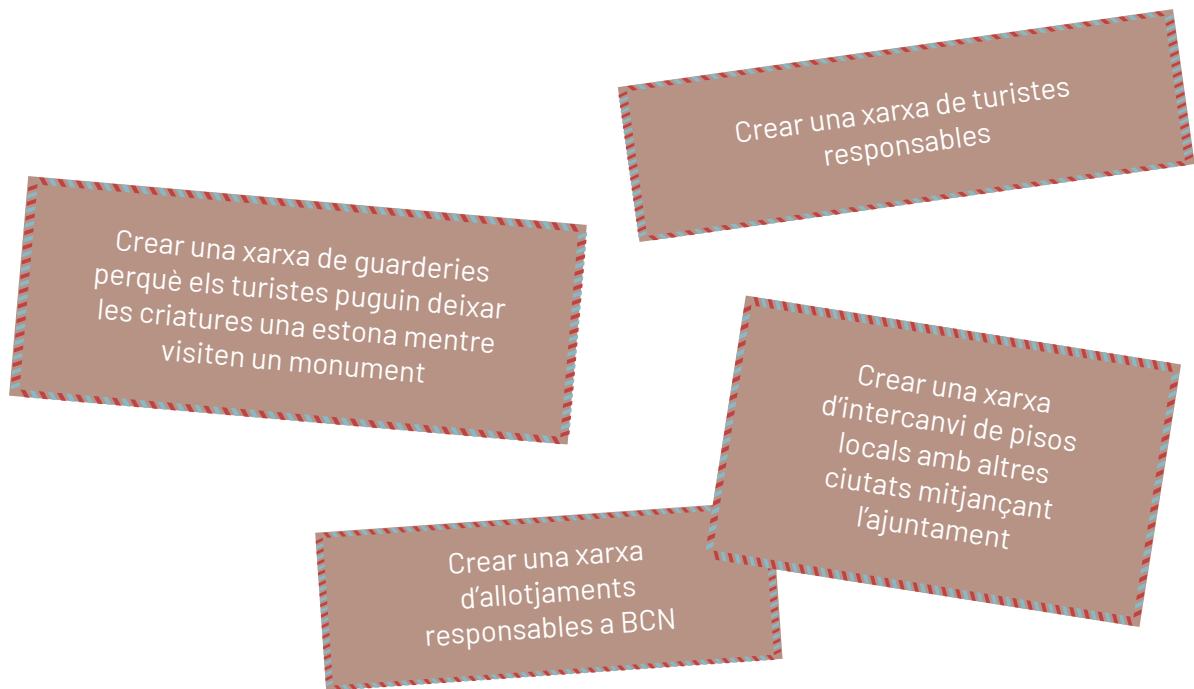 Crear una xarxa de turistes
responsables
Crear una xarxa de guarderies
perquè els turistes puguin deixar
les criatures una estona mentre
visiten un monument
Crear una xarxa
d'intercanvi de pisos
locals amb altres
ciutats mitjançant
l'ajuntament
Crear una xarxa
d'allotjaments
responsables a BCN